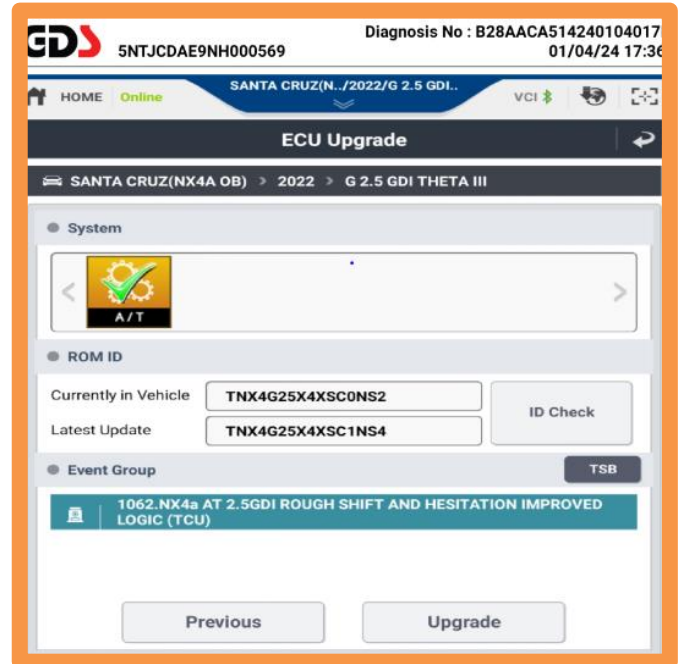 GDS
Diagnosis No : B28AACA514240104017
5NTJCDAE9NH000569
01/04/24 17:36
HOME Online
SANTA CRUZ(N../2022/G 2.5 GDI..
VCI
ECU Upgrade
SANTA CRUZ(NX4A OB) > 2022 > G 2.5 GDI THETA III
System
A/T
ROM ID
Currently in Vehicle
TNX4G25X4XSC0NS2
ID Check
Latest Update
TNX4G25X4XSC1NS4
Event Group
TSB
1062.NX4a AT 2.5GDI ROUGH SHIFT AND HESITATION IMPROVED
LOGIC (TCU)
Previous
Upgrade